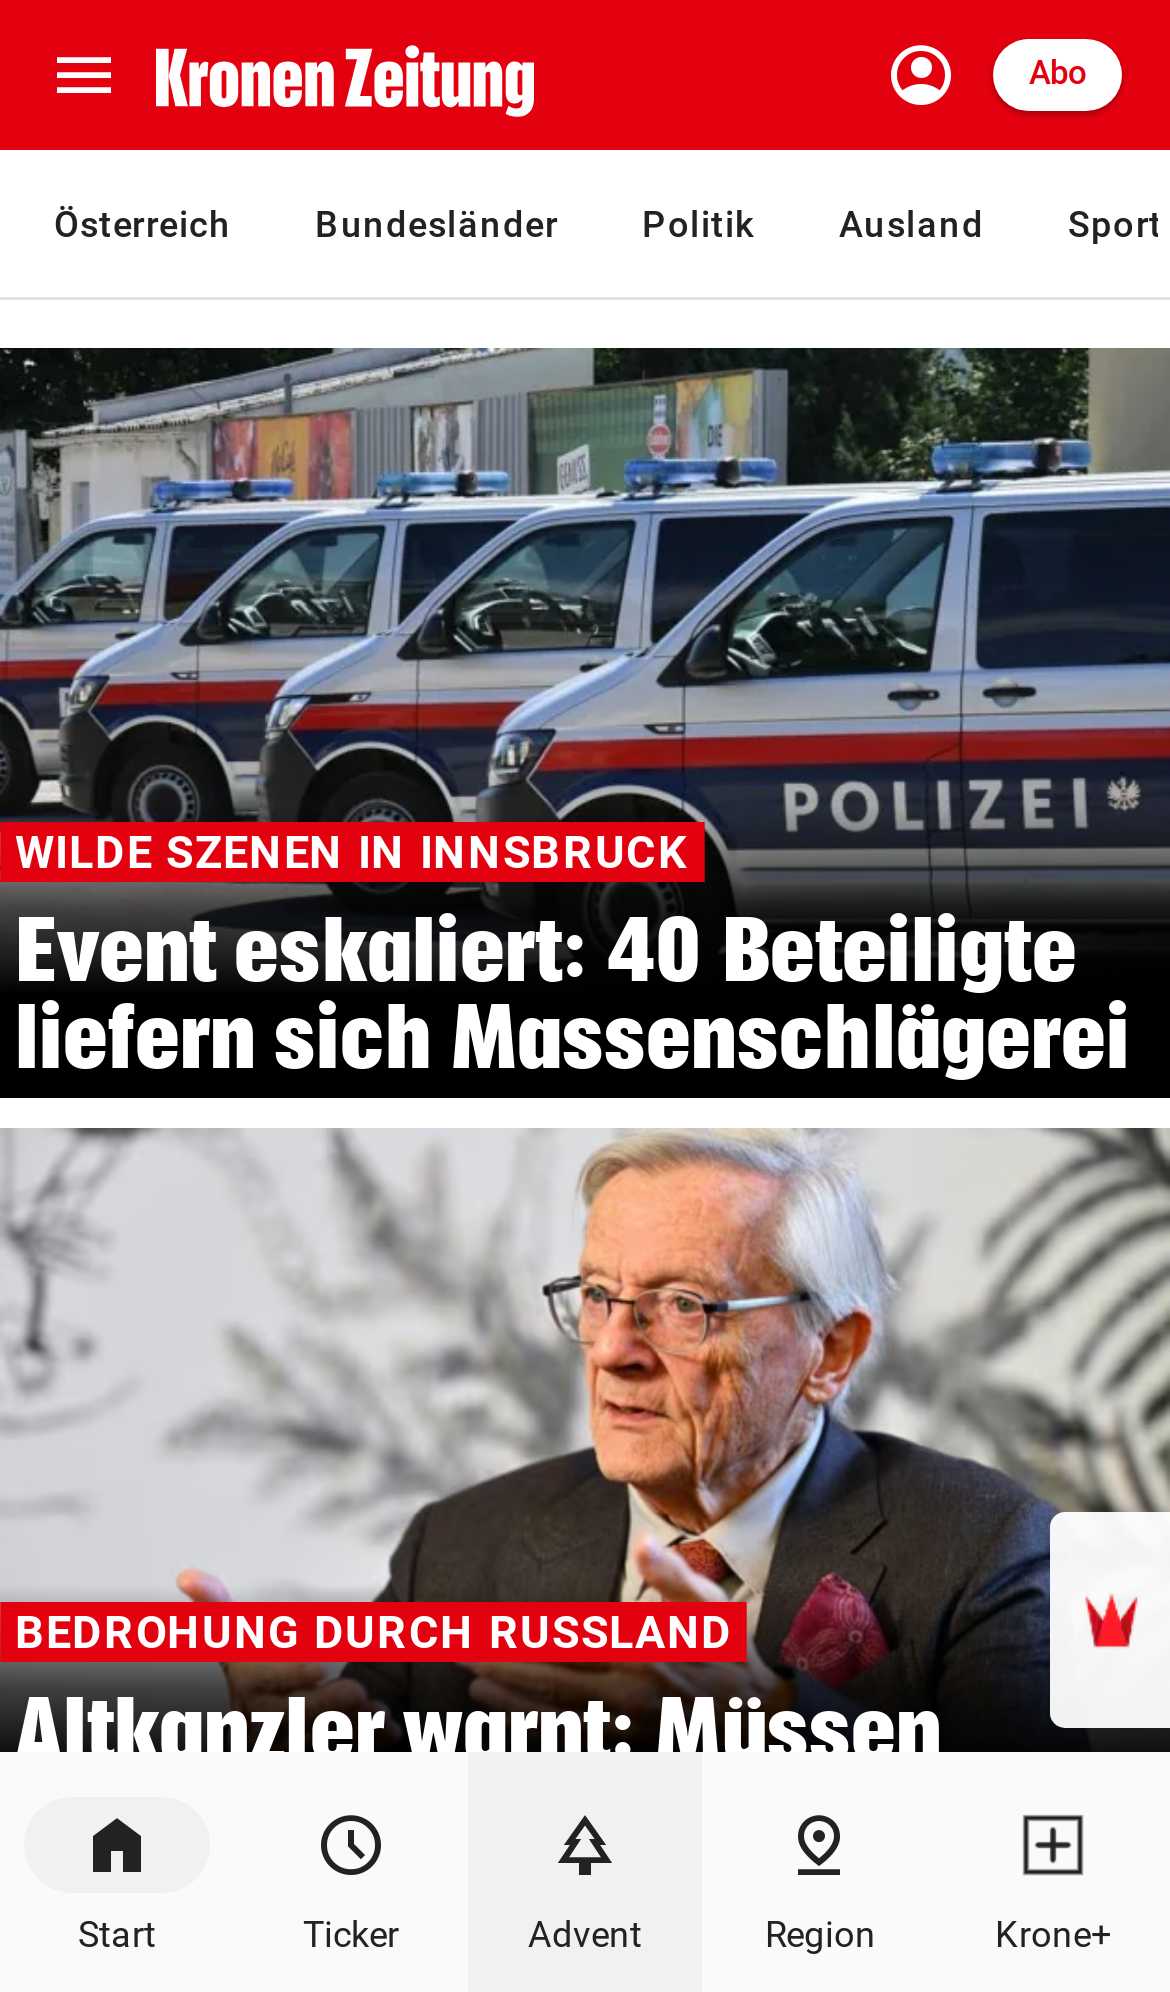 Kronen Zeitung
Abo
Österreich Bundesländer Politik Ausland Sport
DIE
POLIZEI
WILDE SZENEN IN INNSBRUCK
Event eskaliert: 40 Beteiligte
liefern sich Massenschlägerei
BEDROHUNG DURCH RUSSLAND
Altkanzler warnt: Müssen
Start Ticker Advent Region Krone+